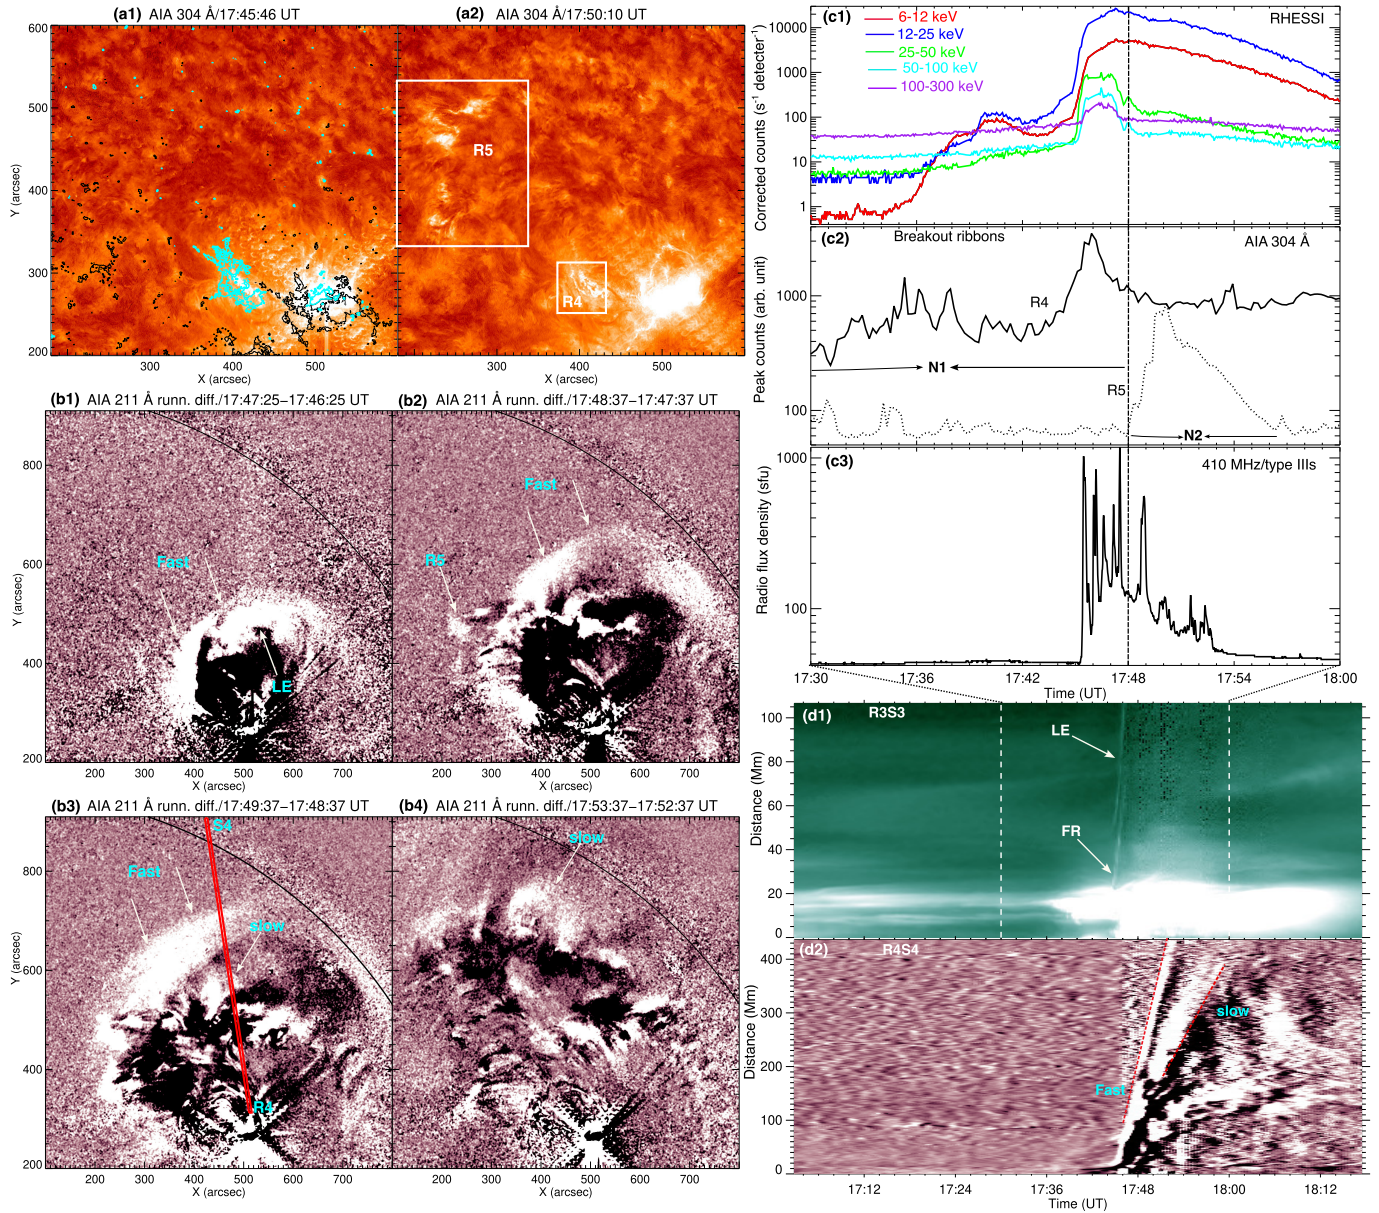 (a1) AIA 304 Å/17:45:46 UT
(a2) AIA 304 Å/17:50:10 UT
600
500
400
300
200
Y (arcsec)
300
400
500
X (arcsec)
R5
R4
300
400
500
X (arcsec)
(b1) AIA 211 Å runn. diff./17:47:25−17:46:25 UT
(b2) AIA 211 Å runn. diff./17:48:37−17:47:37 UT
800
600
400
200
Y (arcsec)
Fast
LE
200 300 400 500 600 700
X (arcsec)
Fast
R5
200 300 400 500 600 700
X (arcsec)
(b3) AIA 211 Å runn. diff./17:49:37−17:48:37 UT
(b4) AIA 211 Å runn. diff./17:53:37−17:52:37 UT
800
600
400
200
Y (arcsec)
S4
Fast
slow
R4
200 300 400 500 600 700
X (arcsec)
slow
200 300 400 500 600 700
X (arcsec)
(c1)
RHESSI
6-12 keV
12-25 keV
25-50 keV
50-100 keV
100-300 keV
10000
1000
100
10
1
Corrected counts (s⁻¹ detecter⁻¹)
(c2)
Breakout ribbons
AIA 304 Å
1000
100
Peak counts (arb. unit)
R4
N1
R5
N2
(c3)
410 MHz/type IIIs
1000
100
Radio flux density (sfu)
17:30 17:36 17:42 17:48 17:54 18:00
Time (UT)
(d1)
R3S3
LE
FR
100
80
60
40
20
0
Distance (Mm)
(d2)
R4S4
Fast
slow
400
300
200
100
0
Distance (Mm)
17:12 17:24 17:36 17:48 18:00 18:12
Time (UT)